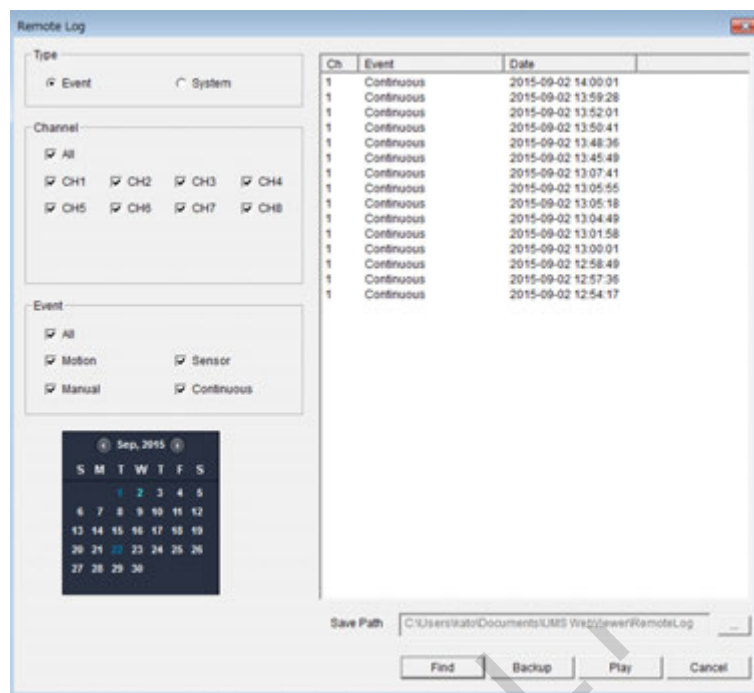 Remote Log
Type
Event System
Channel
All
CH1 CH2 CH3 CH4
CH5 CH6 CH7 CH8
Event
All
Motion Sensor
Manual Continuous
Sep, 2015
S M T W T F S
1 2 3 4 5
6 7 8 9 10 11 12
13 14 15 16 17 18 19
20 21 22 23 24 25 26
27 28 29 30
Ch Event Date
1 Continuous 2015-09-02 14:00:01
1 Continuous 2015-09-02 13:59:28
1 Continuous 2015-09-02 13:52:01
1 Continuous 2015-09-02 13:50:41
1 Continuous 2015-09-02 13:48:36
1 Continuous 2015-09-02 13:45:49
1 Continuous 2015-09-02 13:07:41
1 Continuous 2015-09-02 13:05:55
1 Continuous 2015-09-02 13:05:18
1 Continuous 2015-09-02 13:04:49
1 Continuous 2015-09-02 13:01:58
1 Continuous 2015-09-02 13:00:01
1 Continuous 2015-09-02 12:58:49
1 Continuous 2015-09-02 12:57:36
1 Continuous 2015-09-02 12:54:17
Save Path C:\Users\kato\Documents\UMS WebViewer\RemoteLog ...
Find Backup Play Cancel